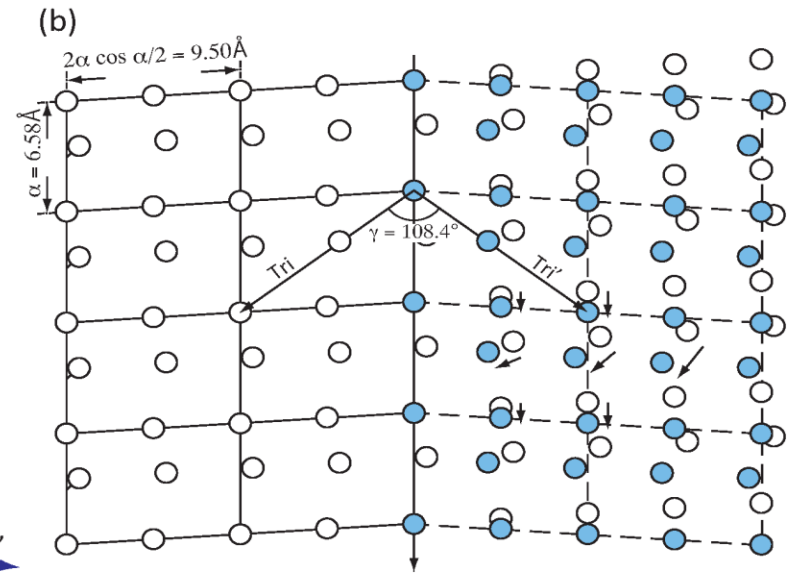 (b)
2α cos α/2 = 9.50Å
α = 6.58Å
γ = 108.4°
Tri
Tri′